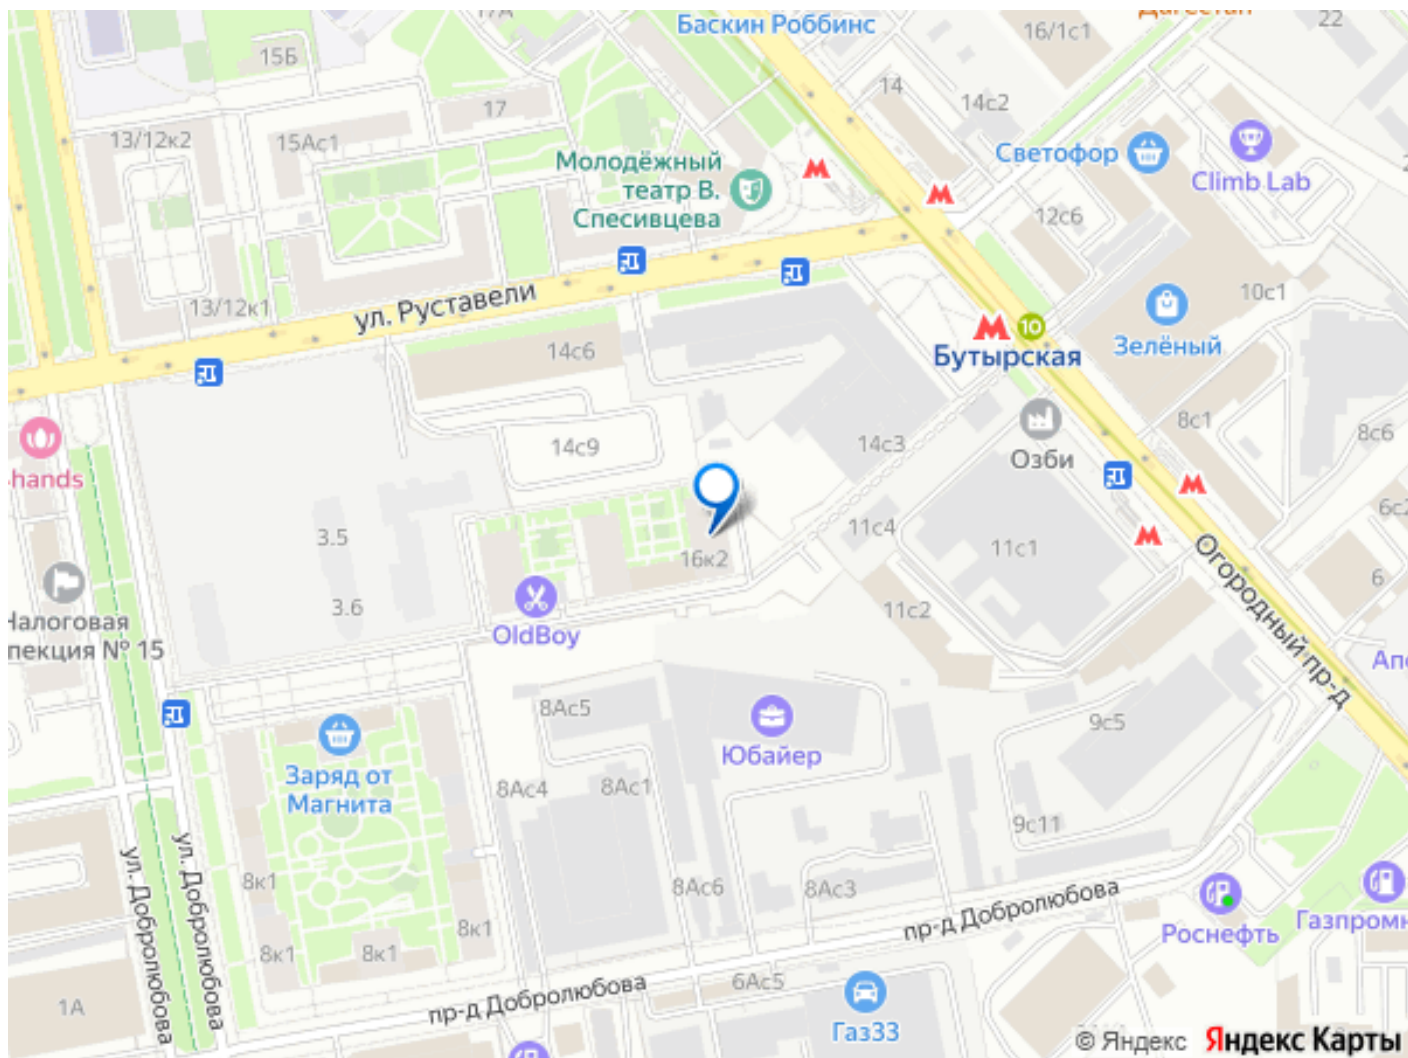 17А
Баскин Роббинс
Дагестан
16/1с1
22
15Б
17
14
14с2
13/12к2
15Ас1
Молодёжный
театр В.
Спесивцева
Светофор
Climb Lab
12с6
13/12к1
ул. Руставели
10с1
10
Бутырская
Зелёный
14с6
14с9
14с3
8с1
8с6
Озби
hands
3.5
16к2
11с4
11с1
6с2
Огородный пр-д
3.6
6
OldBoy
11с2
Налоговая
пекция № 15
8Ас5
Юбайер
9с5
Заряд от
Магнита
8Ас4
8Ас1
9с11
ул. Добролюбова
ул. Добролюбова
8к1
8Ас6
8Ас3
пр-д Добролюбова
Роснефть
Газпромн
8к1
8к1
8к1
1А
пр-д Добролюбова
6Ас5
Газ33
© Яндекс Яндекс Карты